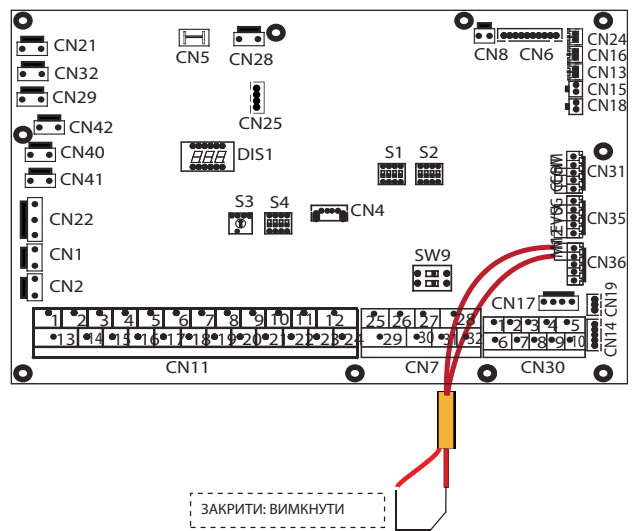 CN21
CN32
CN29
CN42
CN40
CN41
CN22
CN1
CN2
CN5
CN28
CN25
DIS1
S1 S2
S3 S4
CN4
CN8 CN6
CN24
CN16
CN13
CN15
CN18
CN31
CN35
CN36
SW9
CN17
CN19
CN14
1 2 3 4 5 6 7 8 9 10 11 12
13 14 15 16 17 18 19 20 21 22 23 24
CN11
25 26 27 28
29 30 31 32
CN7
1 2 3 4 5
6 7 8 9 10
CN30
ЗАКРИТИ: ВИМКНУТИ